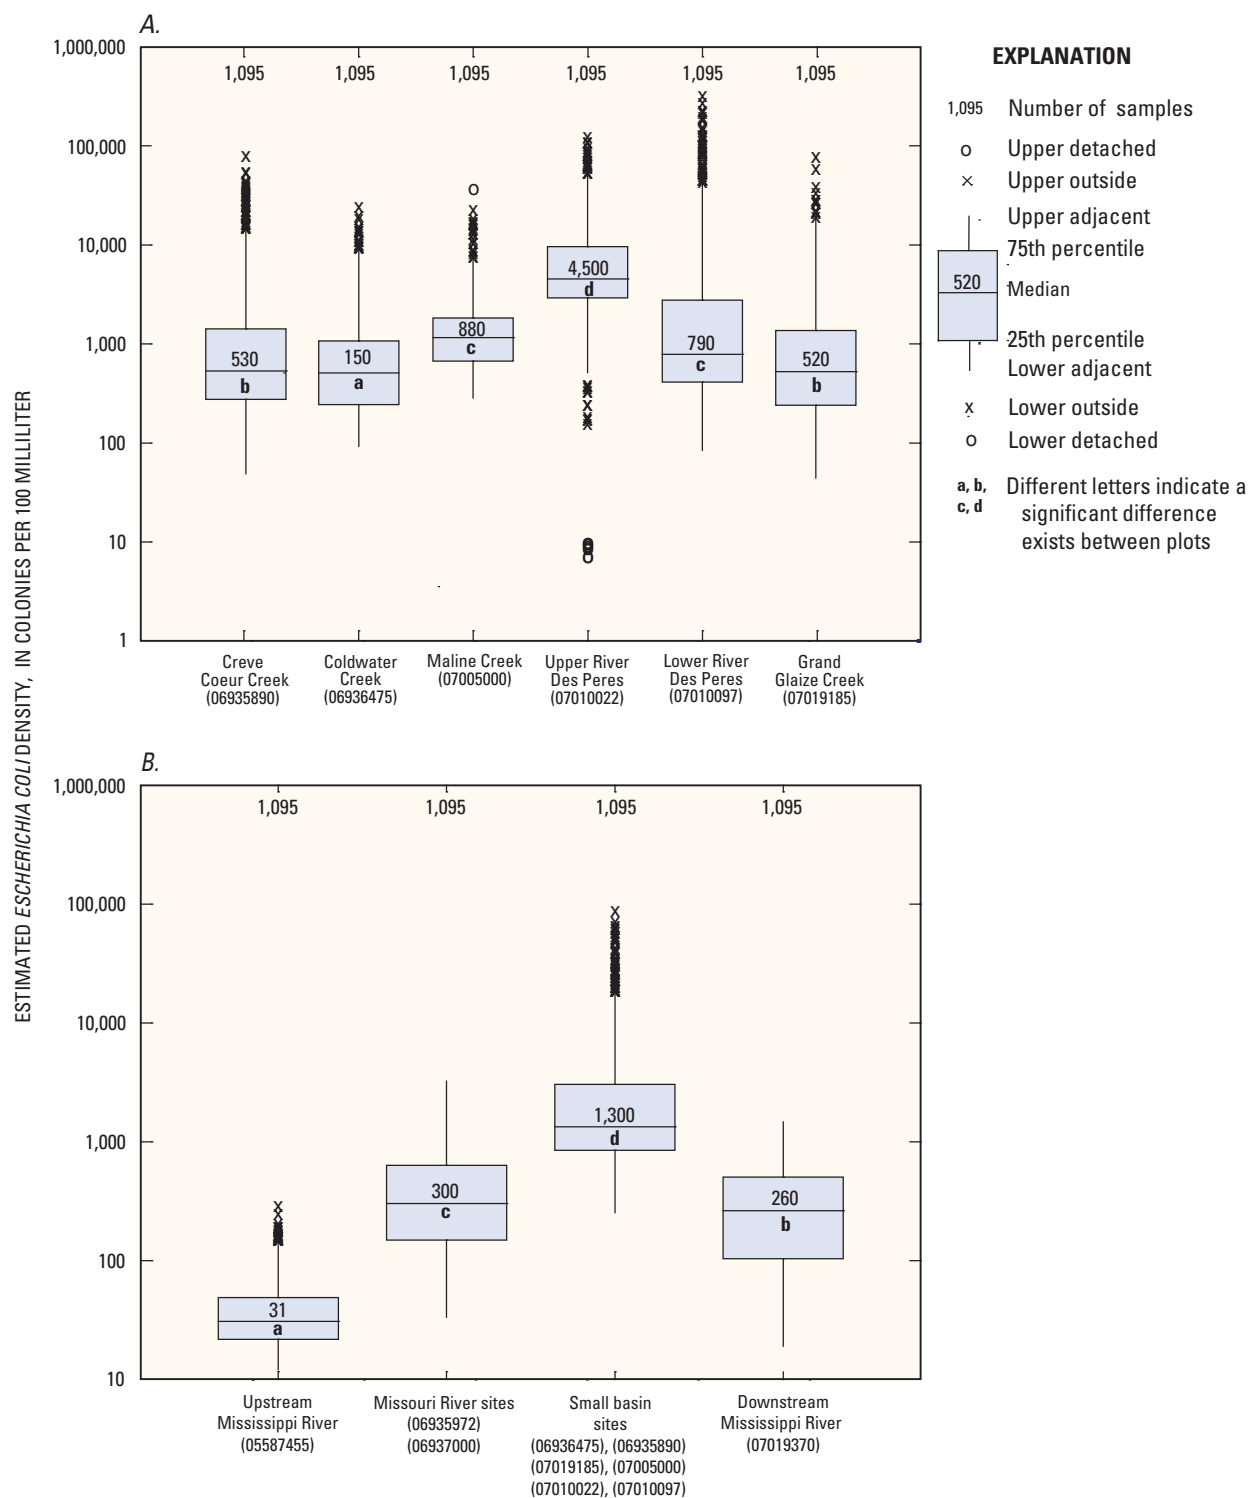 A.
1,000,000
100,000
10,000
1,000
100
10
1
1,095 1,095 1,095 1,095 1,095 1,095
530
b
150
a
880
c
4,500
d
790
c
520
b
Creve
Coeur Creek
(06935890)
Coldwater
Creek
(06936475)
Maline Creek
(07005000)
Upper River
Des Peres
(07010022)
Lower River
Des Peres
(07010097)
Grand
Glaize Creek
(07019185)
EXPLANATION
1,095 Number of samples
o Upper detached
x Upper outside
Upper adjacent
75th percentile
520
Median
25th percentile
Lower adjacent
x Lower outside
o Lower detached
a, b,
c, d
Different letters indicate a
significant difference
exists between plots
ESTIMATED ESCHERICHIA COLI DENSITY, IN COLONIES PER 100 MILLILITER
B.
1,000,000
100,000
10,000
1,000
100
10
1,095 1,095 1,095 1,095
31
a
300
c
1,300
d
260
b
Upstream
Mississippi River
(05587455)
Missouri River sites
(06935972)
(06937000)
Small basin
sites
(06936475), (06935890)
(07019185), (07005000)
(07010022), (07010097)
Downstream
Mississippi River
(07019370)